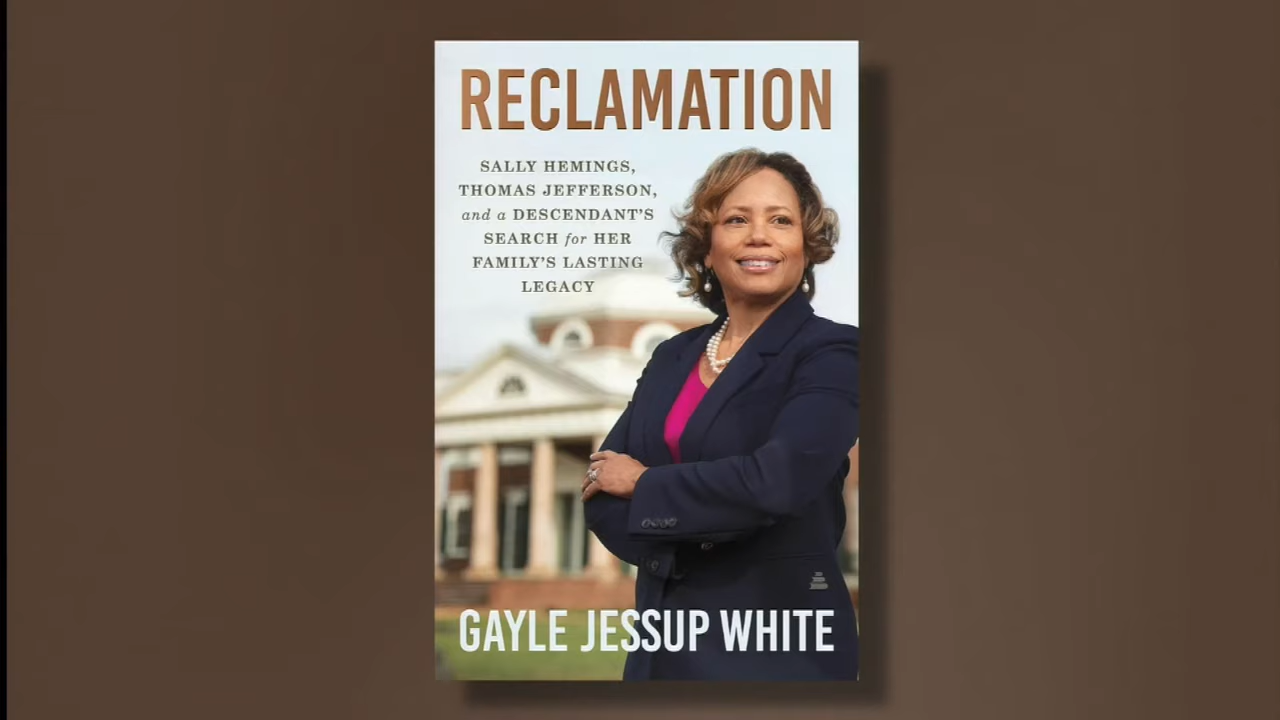 RECLAMATION
SALLY HEMINGS,
THOMAS JEFFERSON,
and a DESCENDANT'S
SEARCH for HER
FAMILY'S LASTING
LEGACY
GAYLE JESSUP WHITE